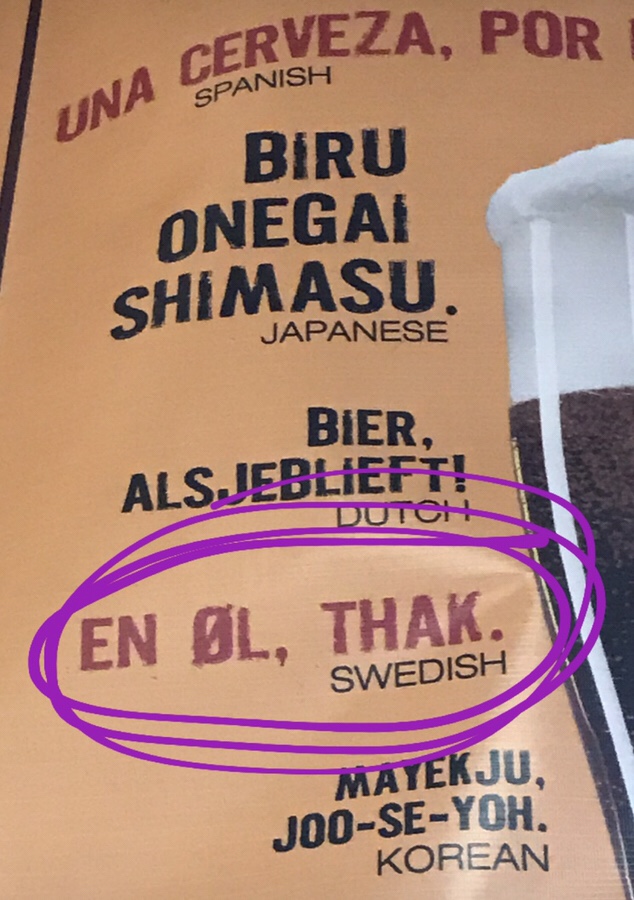 UNA CERVEZA, POR
SPANISH
BIRU
ONEGAI
SHIMASU.
JAPANESE
BIER,
ALSJEBLIEFT!
DUTCH
EN ØL, THAK.
SWEDISH
MAYEKJU,
JOO-SE-YOH.
KOREAN